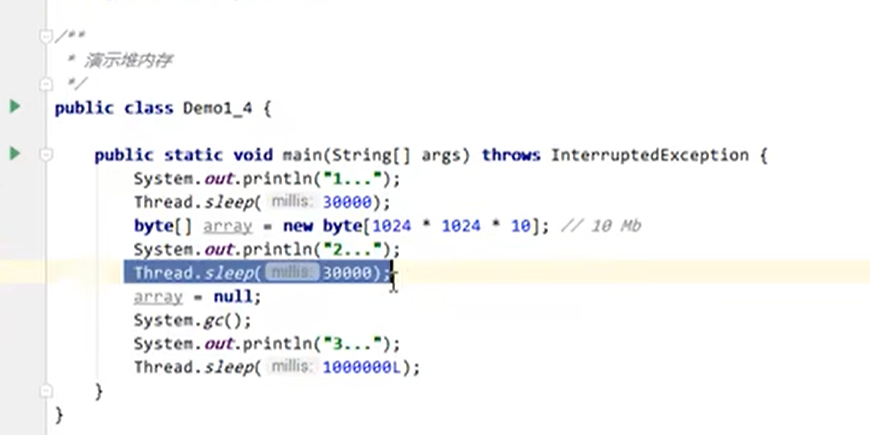 /**
* 演示堆内存
*/
public class Demo1_4 {
public static void main(String[] args) throws InterruptedException {
System.out.println("1...");
Thread.sleep( millis: 30000);
byte[] array = new byte[1024 * 1024 * 10]; // 10 Mb
System.out.println("2...");
Thread.sleep( millis: 30000);
array = null;
System.gc();
System.out.println("3...");
Thread.sleep( millis: 1000000L);
}
}